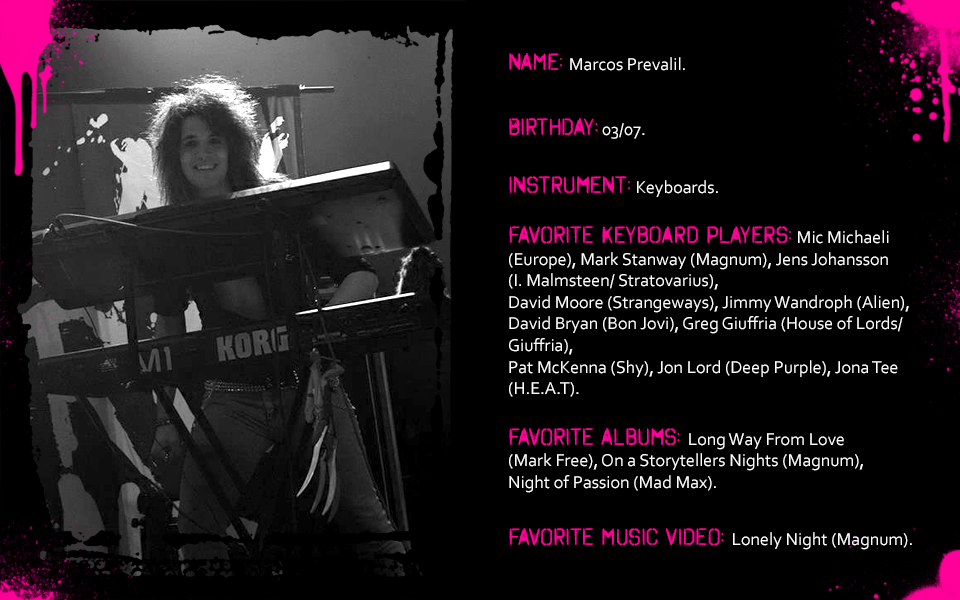 NAME: Marcos Prevalil.
BIRTHDAY: 03/07.
INSTRUMENT: Keyboards.
FAVORITE KEYBOARD PLAYERS: Mic Michaeli
(Europe), Mark Stanway (Magnum), Jens Johansson
(I. Malmsteen/ Stratovarius),
David Moore (Strangeways), Jimmy Wandroph (Alien),
David Bryan (Bon Jovi), Greg Giuffria (House of Lords/
Giuffria),
Pat McKenna (Shy), Jon Lord (Deep Purple), Jona Tee
(H.E.A.T).
FAVORITE ALBUMS: Long Way From Love
(Mark Free), On a Storytellers Nights (Magnum),
Night of Passion (Mad Max).
FAVORITE MUSIC VIDEO: Lonely Night (Magnum).
M1 KORG